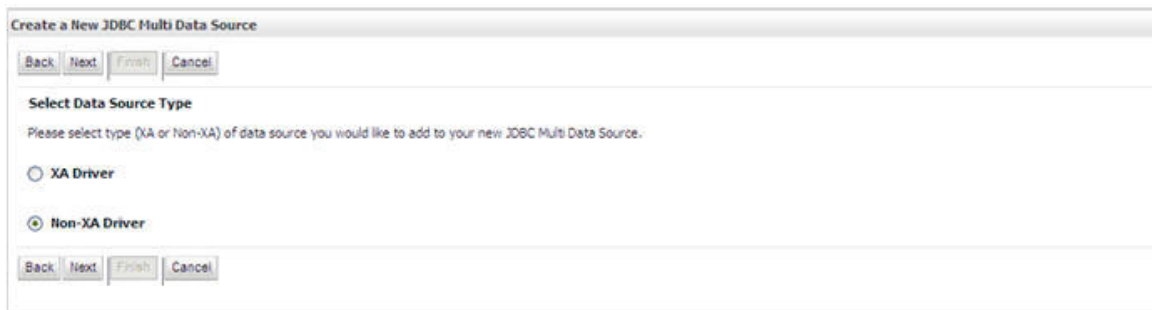 Create a New JDBC Multi Data Source
Back Next Finish Cancel
Select Data Source Type
Please select type (XA or Non-XA) of data source you would like to add to your new JDBC Multi Data Source.
XA Driver
Non-XA Driver
Back Next Finish Cancel